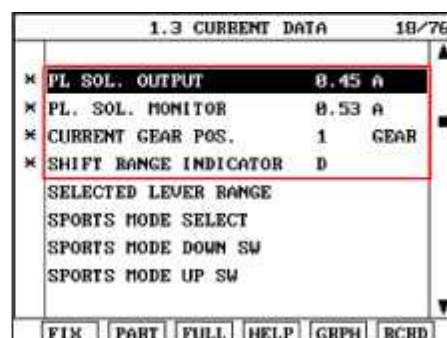 1.3 CURRENT DATA 18/76
* PL SOL. OUTPUT 0.45 A
* PL. SOL. MONITOR 0.53 A
* CURRENT GEAR POS. 1 GEAR
* SHIFT RANGE INDICATOR D
SELECTED LEVER RANGE
SPORTS MODE SELECT
SPORTS MODE DOWN SW
SPORTS MODE UP SW
FIX PART FULL HELP GRPH RCRD